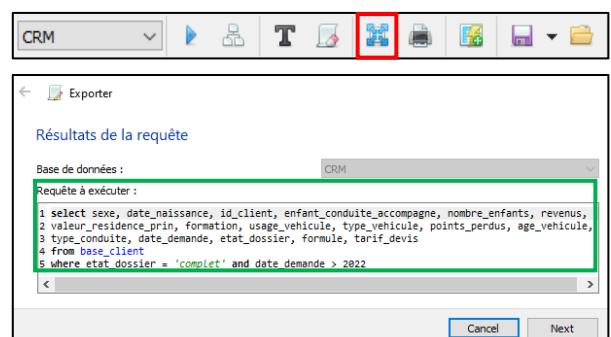 CRM
T
Exporter
Résultats de la requête
Base de données :
CRM
Requête à exécuter :
1 select sexe, date_naissance, id_client, enfant_conduite_accompagne, nombre_enfants, revenus,
2 valeur_residence_prin, formation, usage_vehicule, type_vehicule, points_perdus, age_vehicule,
3 type_conduite, date_demande, etat_dossier, formule, tarif_devis
4 from base_client
5 where etat_dossier = 'complet' and date_demande > 2022
Cancel
Next